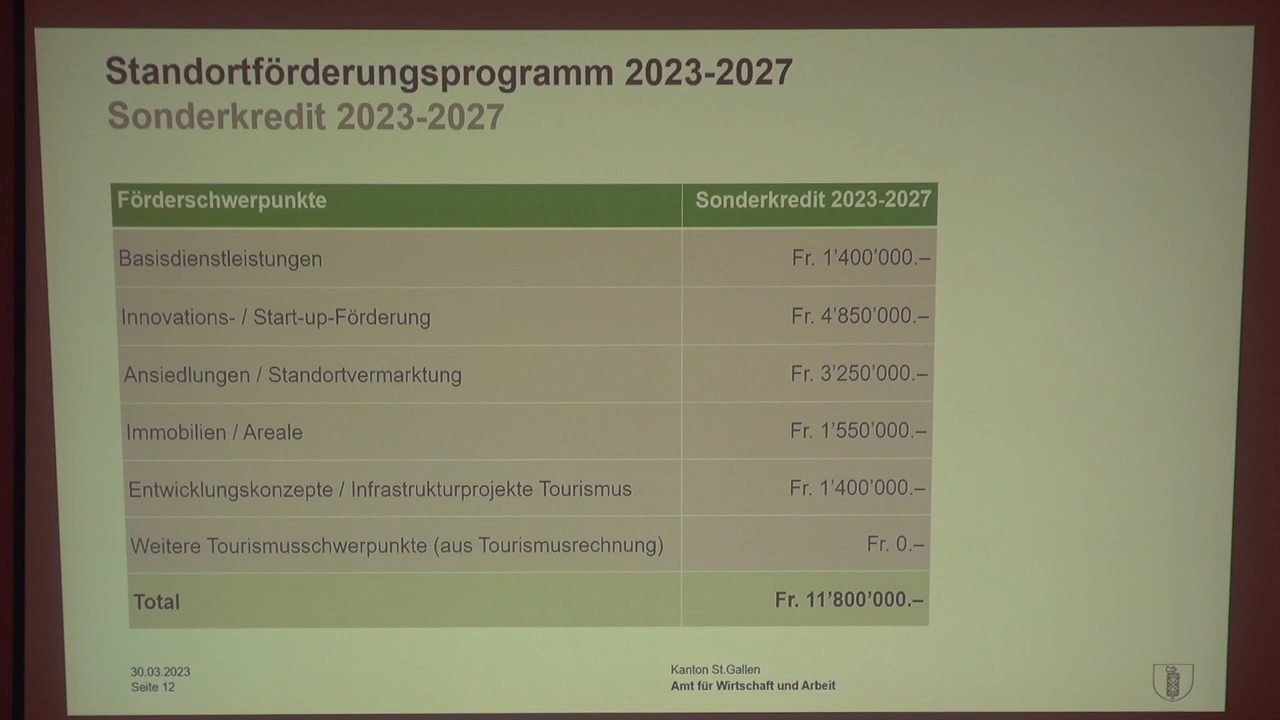 Standortförderungsprogramm 2023-2027
Sonderkredit 2023-2027
Förderschwerpunkte Sonderkredit 2023-2027
Basisdienstleistungen Fr. 1’400’000.–
Innovations- / Start-up-Förderung Fr. 4’850’000.–
Ansiedlungen / Standortvermarktung Fr. 3’250’000.–
Immobilien / Areale Fr. 1’550’000.–
Entwicklungskonzepte / Infrastrukturprojekte Tourismus Fr. 1’400’000.–
Weitere Tourismusschwerpunkte (aus Tourismusrechnung) Fr. 0.–
Total Fr. 11’800’000.–
30.03.2023
Seite 12
Kanton St.Gallen
Amt für Wirtschaft und Arbeit